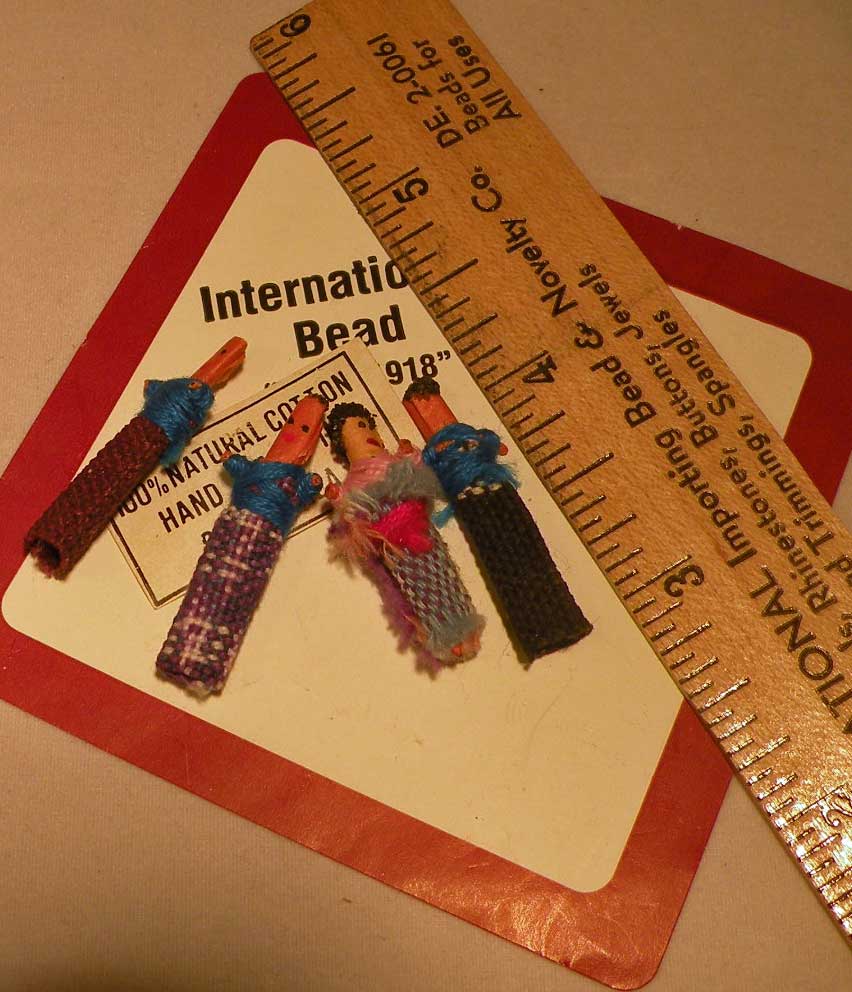 6
5
4
3
2
DE. 2-0061
Beads for
All Uses
NATIONAL Importing Bead & Novelty Co.
Rhinestones, Buttons, Jewels
Trimmings, Spangles
Bead
918”
100% NATURAL COTTON
HAND